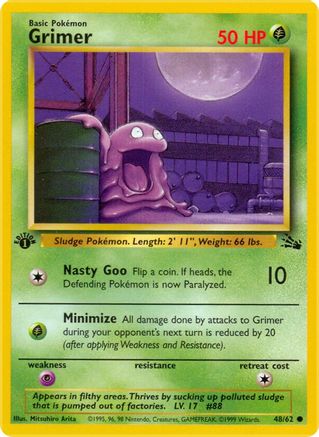 Basic Pokémon
Grimer 50 HP
EDITION 1
Sludge Pokémon. Length: 2' 11", Weight: 66 lbs.
Nasty Goo Flip a coin. If heads, the 10
Defending Pokémon is now Paralyzed.
Minimize All damage done by attacks to Grimer
during your opponent's next turn is reduced by 20
(after applying Weakness and Resistance).
weakness resistance retreat cost
Appears in filthy areas. Thrives by sucking up polluted sludge
that is pumped out of factories. LV. 17 #88
Illus. Mitsuhiro Arita ©1995, 96, 98 Nintendo, Creatures, GAMEFREAK. ©1999 Wizards. 48/62